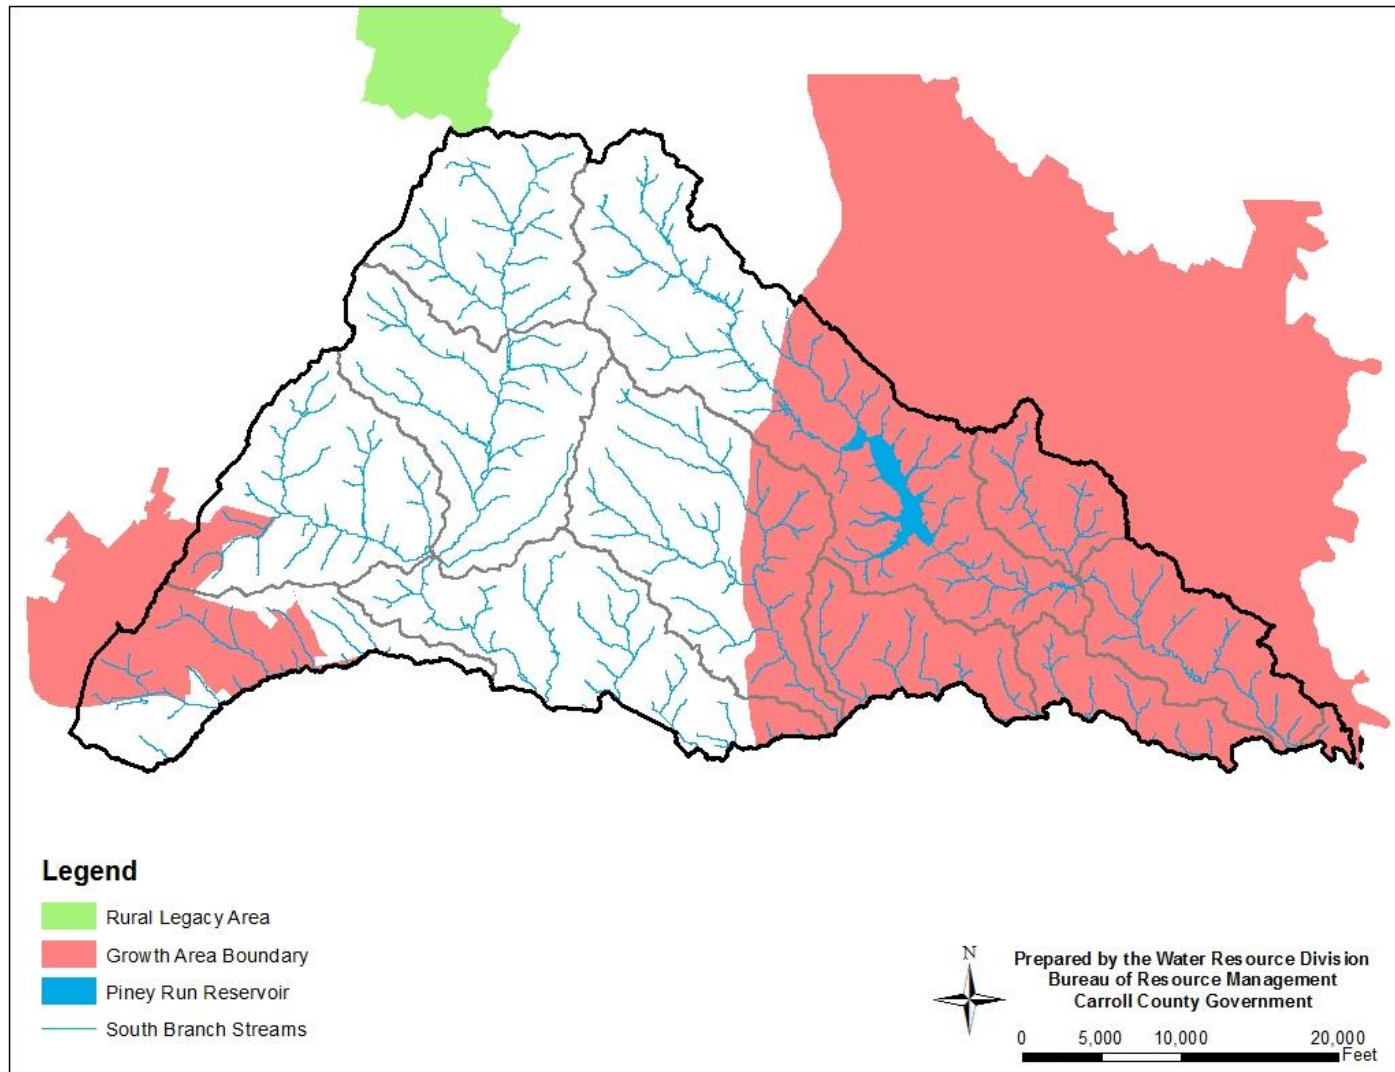 Legend
Rural Legacy Area
Growth Area Boundary
Piney Run Reservoir
South Branch Streams
N
Prepared by the Water Resource Division
Bureau of Resource Management
Carroll County Government
0 5,000 10,000 20,000
Feet